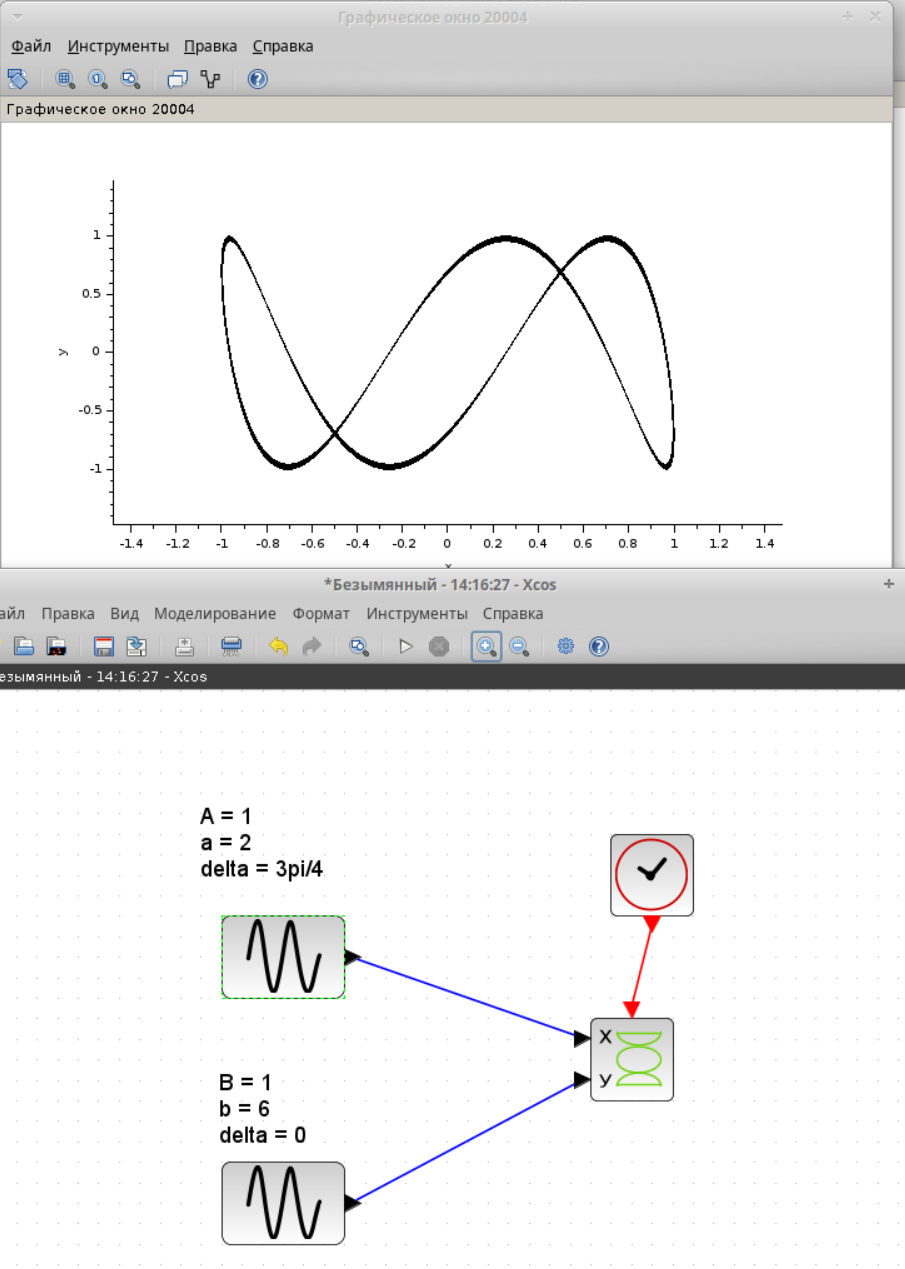 Графическое окно 20004
Файл Инструменты Правка Справка
Графическое окно 20004
1
0.5
0
-0.5
-1
y
-1.4 -1.2 -1 -0.8 -0.6 -0.4 -0.2 0 0.2 0.4 0.6 0.8 1 1.2 1.4
x
*Безымянный - 14:16:27 - Xcos
айл Правка Вид Моделирование Формат Инструменты Справка
езымянный - 14:16:27 - Xcos
A = 1
a = 2
delta = 3pi/4
X
y
B = 1
b = 6
delta = 0